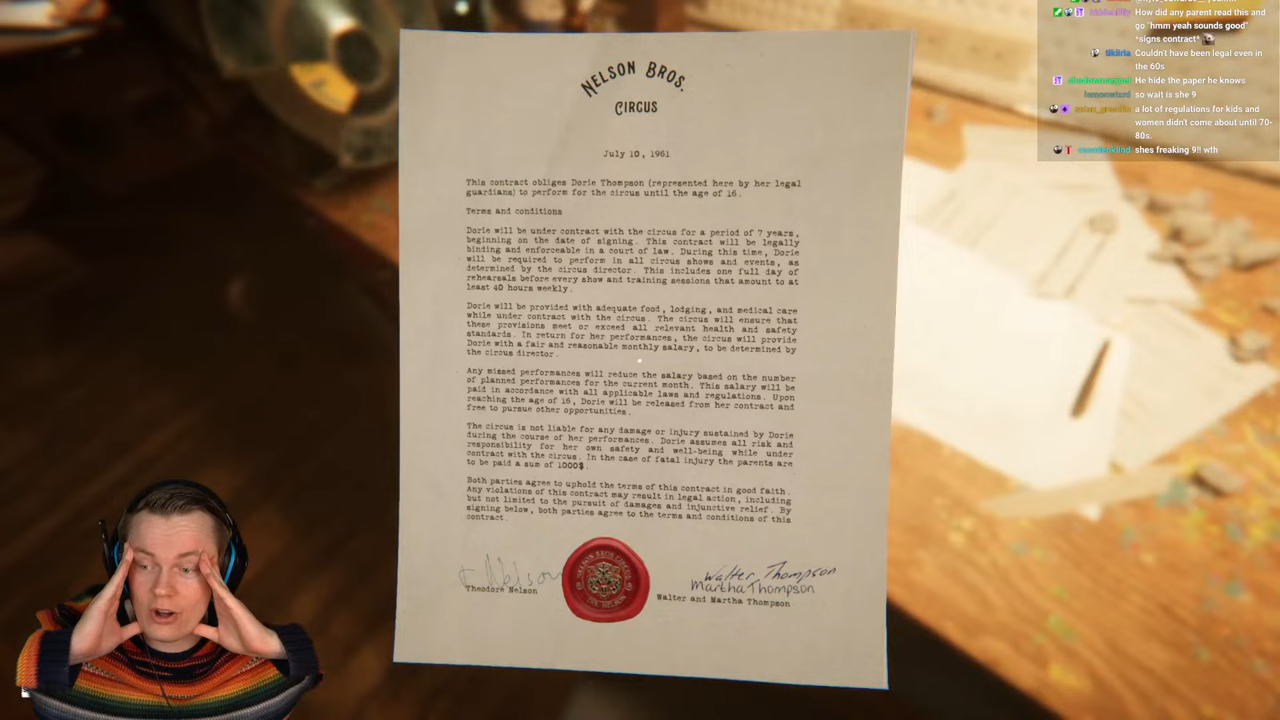 NELSON BROS.
CIRCUS
July 10, 1961
This contract obliges Dorie Thompson (represented here by her legal
guardians) to perform for the circus until the age of 16.
Terms and conditions
Dorie will be under contract with the circus for a period of 7 years,
beginning on the date of signing. This contract will be legally
binding and enforceable in a court of law. During this time, Dorie
will be required to perform in all circus shows and events, as
determined by the circus director. This includes one full day of
rehearsals before every show and training sessions that amount to at
least 40 hours weekly.
Dorie will be provided with adequate food, lodging, and medical care
while under contract with the circus. The circus will ensure that
these provisions meet or exceed all relevant health and safety
standards. In return for her performances, the circus will provide
Dorie with a fair and reasonable monthly salary, to be determined by
the circus director.
Any missed performances will reduce the salary based on the number
of planned performances for the current month. This salary will be
paid in accordance with all applicable laws and regulations. Upon
reaching the age of 16, Dorie will be released from her contract and
free to pursue other opportunities.
The circus is not liable for any damage or injury sustained by Dorie
during the course of her performances. Dorie assumes all risk and
responsibility for her own safety and well-being while under
contract with the circus. In the case of fatal injury the parents are
to be paid a sum of 1000$.
Both parties agree to uphold the terms of this contract in good faith.
Any violations of this contract may result in legal action, including
but not limited to the pursuit of damages and injunctive relief. By
signing below, both parties agree to the terms and conditions of this
contract.
Nelson
Theodore Nelson
NELSON BROS CIRCUS
Walter Thompson
Martha Thompson
Walter and Martha Thompson
How did any parent read this and
go "hmm yeah sounds good"
*signs contract*
Couldn't have been legal even in
the 60s
He hide the paper he knows
so wait is she 9
a lot of regulations for kids and
women didn't come about until 70-
80s.
shes freaking 9!! wth